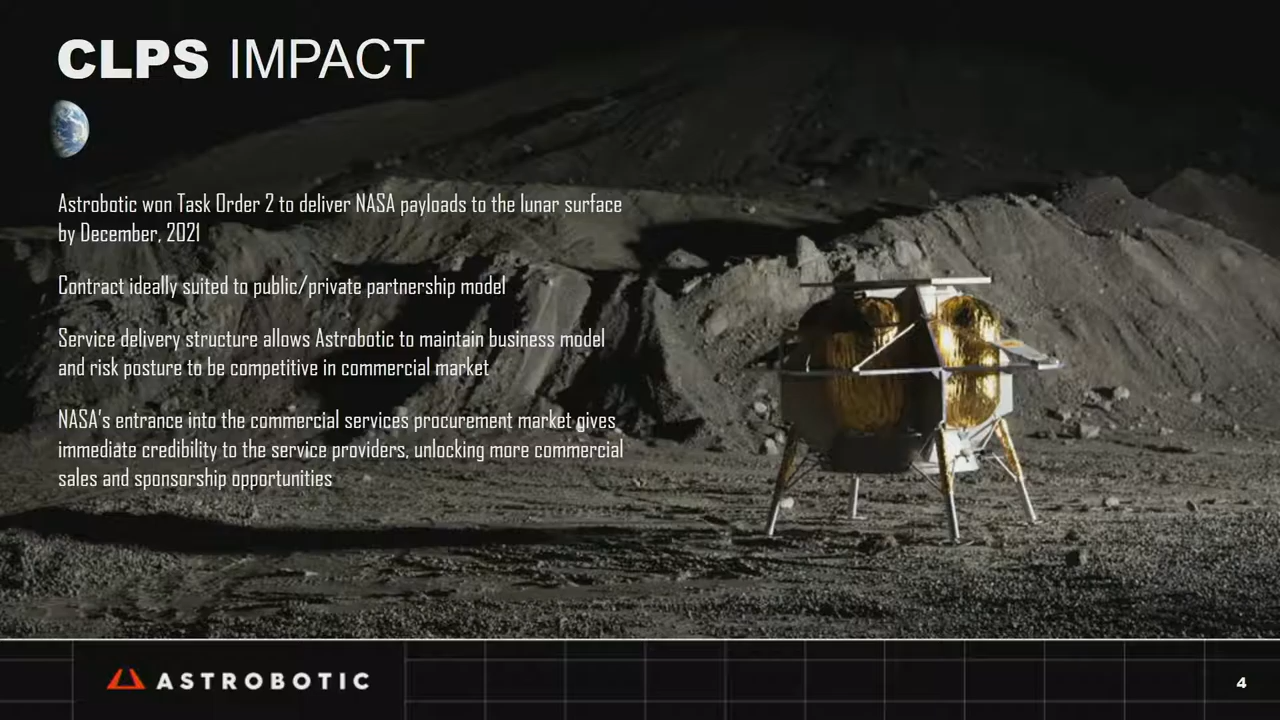 CLPS IMPACT
Astrobotic won Task Order 2 to deliver NASA payloads to the lunar surface
by December, 2021
Contract ideally suited to public/private partnership model
Service delivery structure allows Astrobotic to maintain business model
and risk posture to be competitive in commercial market
NASA's entrance into the commercial services procurement market gives
immediate credibility to the service providers, unlocking more commercial
sales and sponsorship opportunities
ASTROBOTIC
4